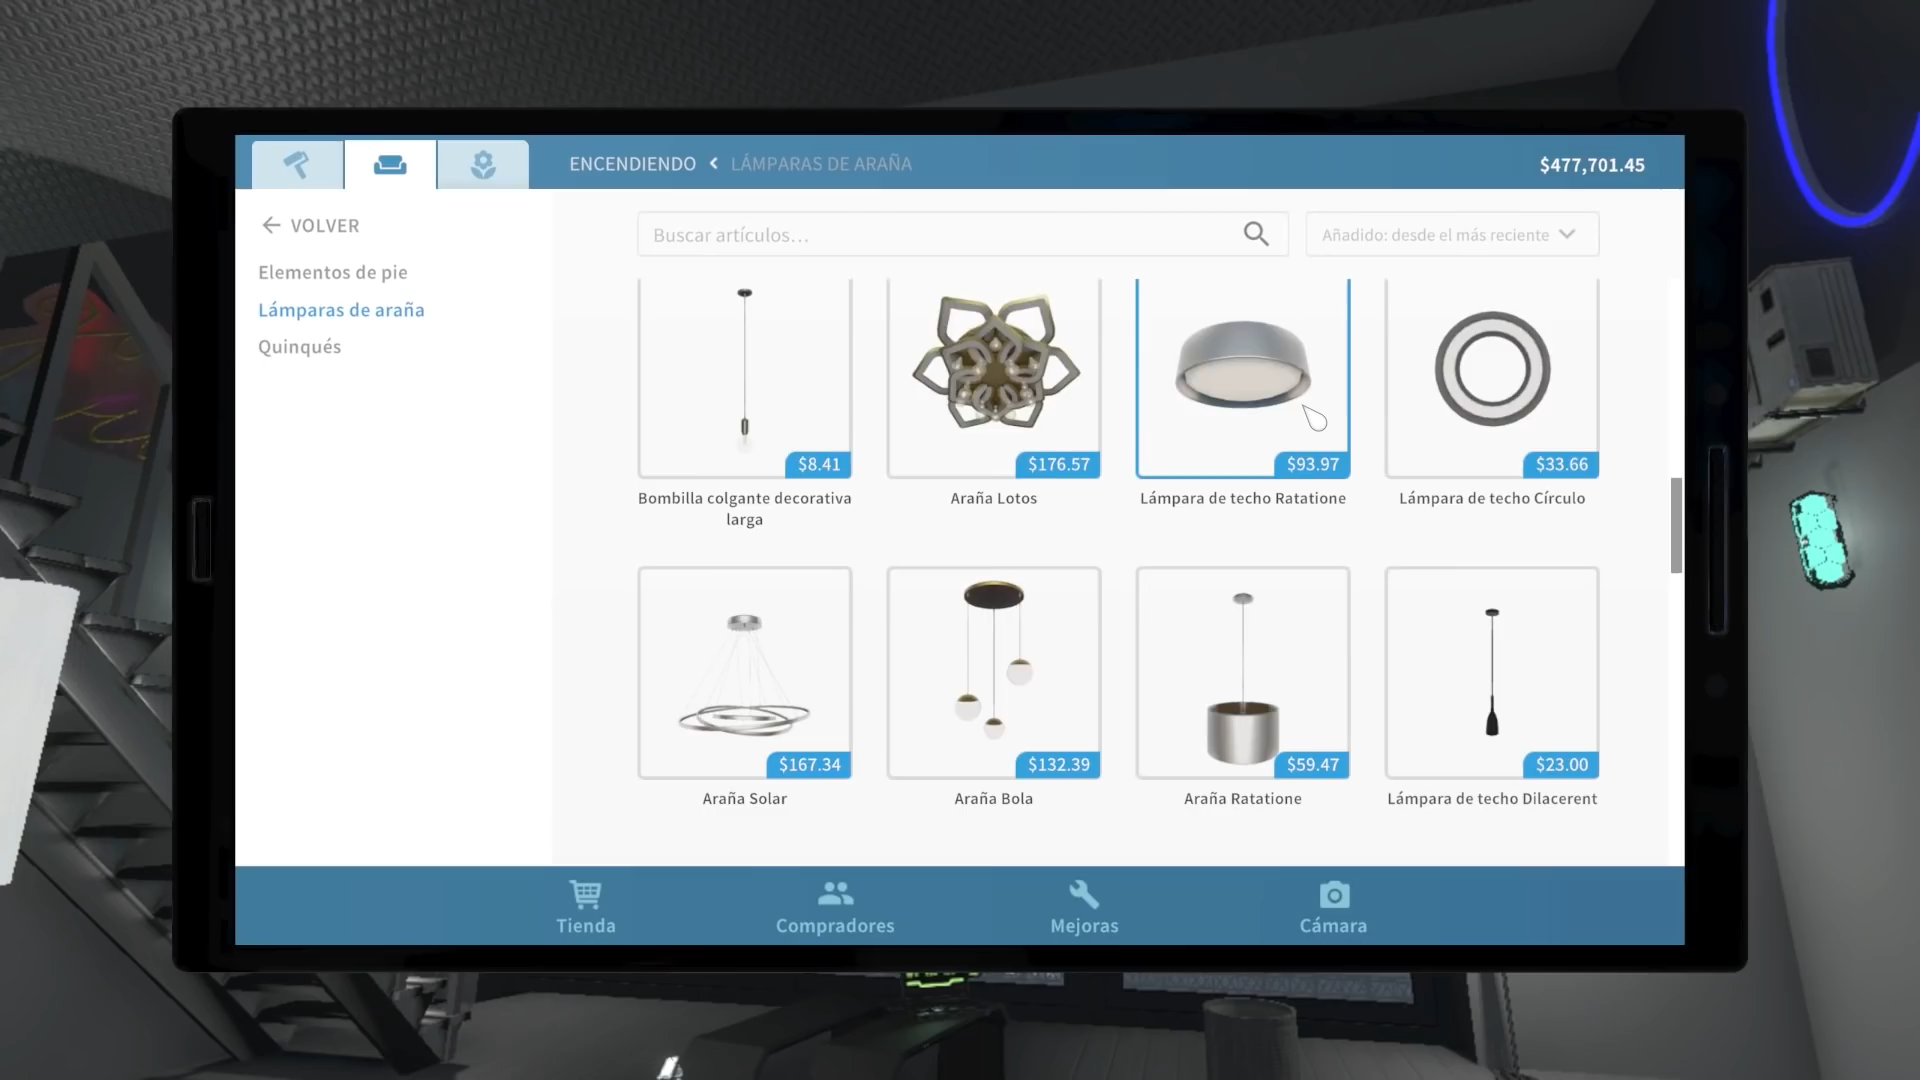 ENCENDIENDO
LÁMPARAS DE ARAÑA
$477,701.45
VOLVER
Elementos de pie
Lámparas de araña
Quinqués
Buscar artículos...
Añadido: desde el más reciente
$8.41
$176.57
$93.97
$33.66
Bombilla colgante decorativa
larga
Araña Lotos
Lámpara de techo Ratatione
Lámpara de techo Círculo
$167.34
$132.39
$59.47
$23.00
Araña Solar
Araña Bola
Araña Ratatione
Lámpara de techo Dilacerent
Tienda
Compradores
Mejoras
Cámara